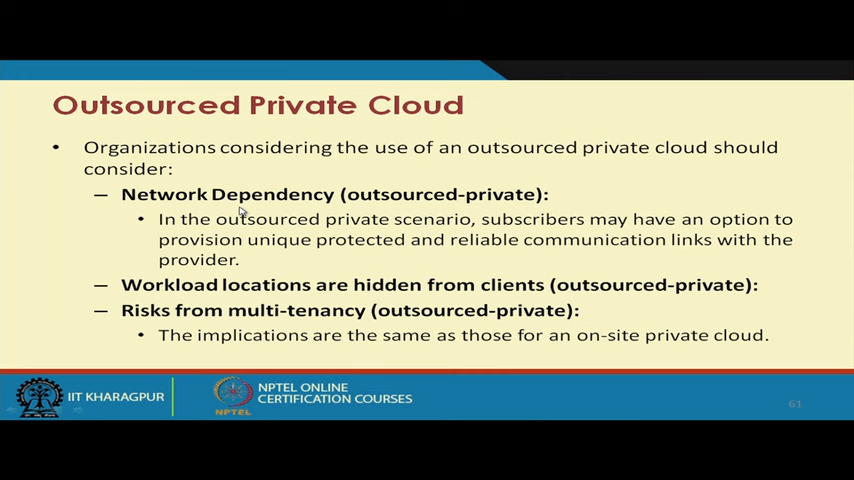 Outsourced Private Cloud
• Organizations considering the use of an outsourced private cloud should
consider:
– Network Dependency (outsourced-private):
• In the outsourced private scenario, subscribers may have an option to
provision unique protected and reliable communication links with the
provider.
– Workload locations are hidden from clients (outsourced-private):
– Risks from multi-tenancy (outsourced-private):
• The implications are the same as those for an on-site private cloud.
IIT KHARAGPUR
NPTEL
NPTEL ONLINE
CERTIFICATION COURSES
61